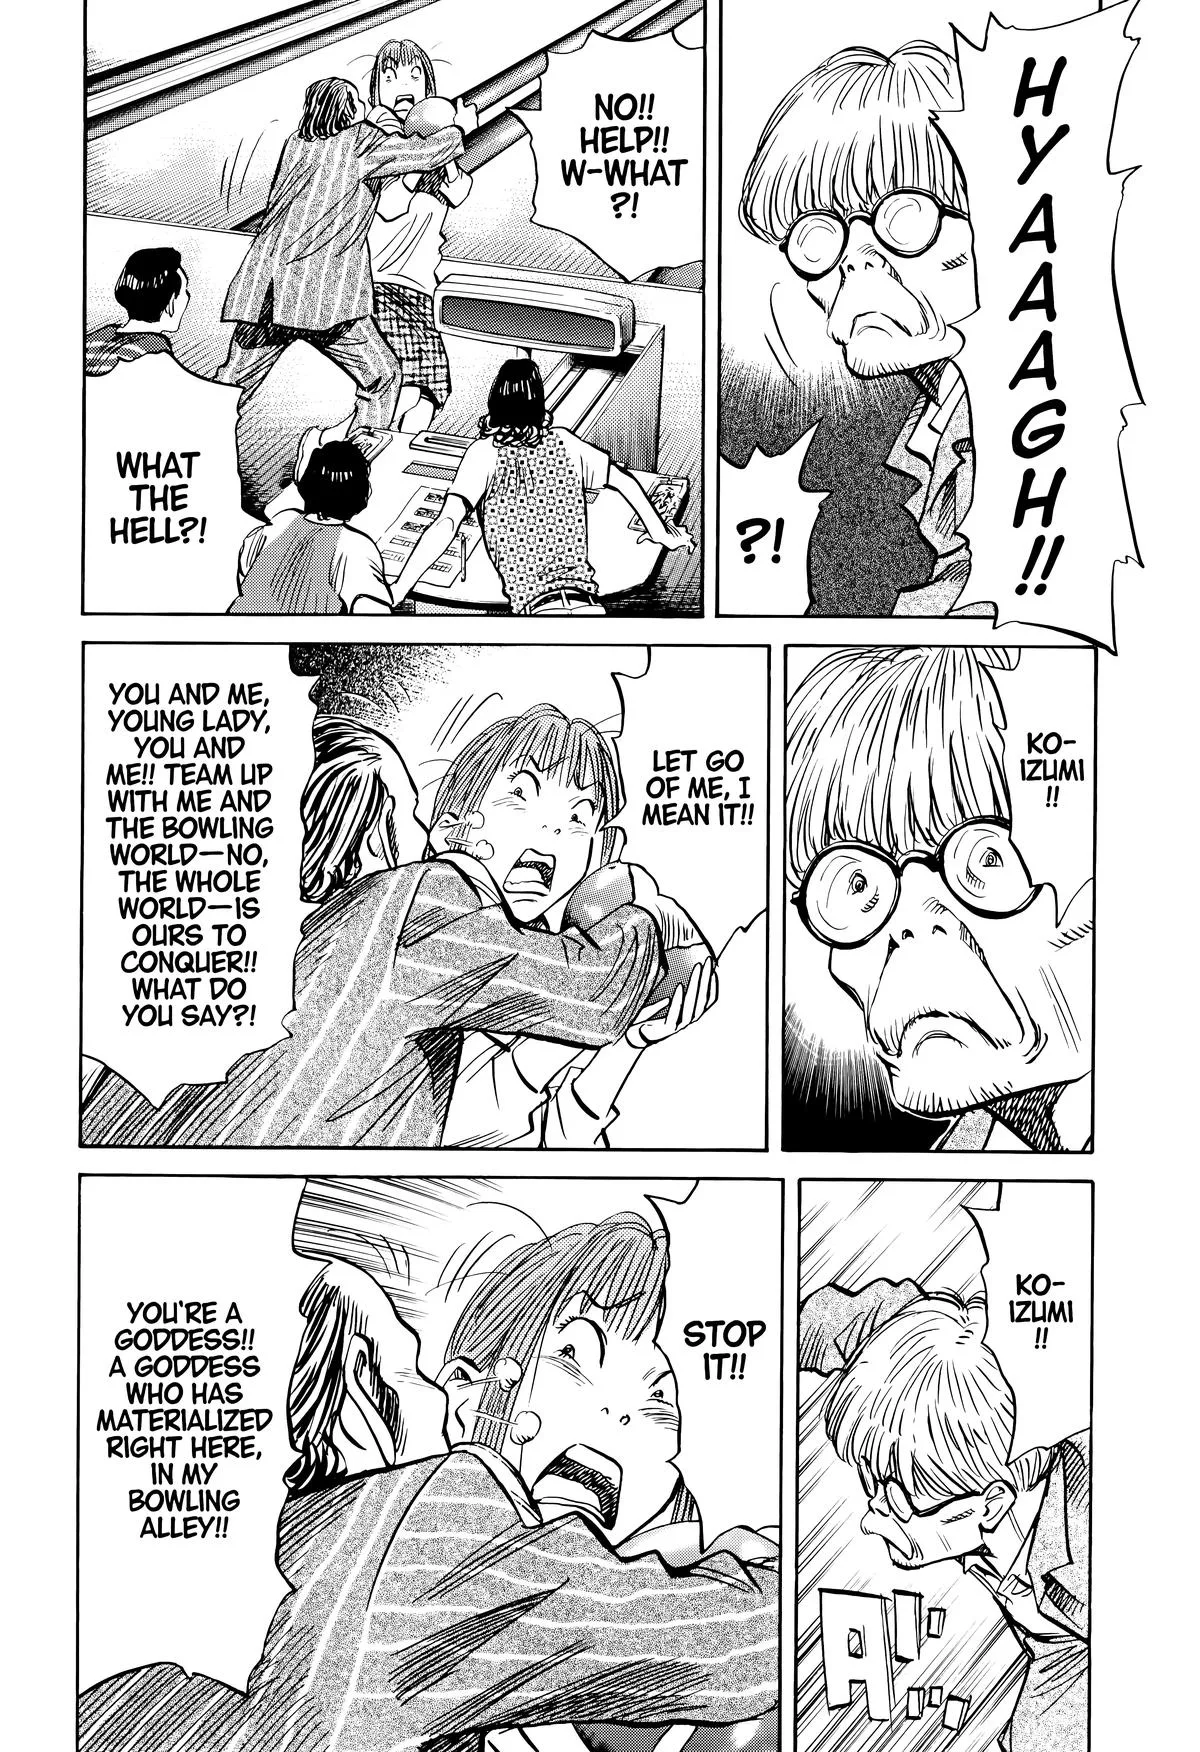 HYAAAGH!!
?!
NO!!
HELP!!
W-WHAT
?!
WHAT
THE
HELL?!
KO-
IZUMI
!!
LET GO
OF ME, I
MEAN IT!!
YOU AND ME,
YOUNG LADY,
YOU AND
ME!! TEAM UP
WITH ME AND
THE BOWLING
WORLD—NO,
THE WHOLE
WORLD—IS
OURS TO
CONQUER!!
WHAT DO
YOU SAY?!
KO-
IZUMI
!!
STOP
IT!!
YOU'RE A
GODDESS!!
A GODDESS
WHO HAS
MATERIALIZED
RIGHT HERE,
IN MY
BOWLING
ALLEY!!